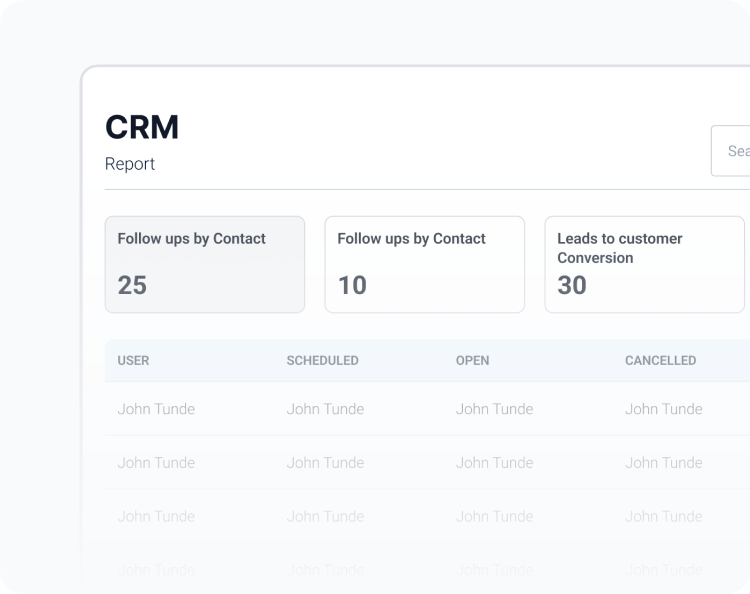 CRM
Report
Sea
Follow ups by Contact
25
Follow ups by Contact
10
Leads to customer
Conversion
30
USER SCHEDULED OPEN CANCELLED
John Tunde John Tunde John Tunde John Tunde
John Tunde John Tunde John Tunde John Tunde
John Tunde John Tunde John Tunde John Tunde
John Tunde John Tunde John Tunde John Tunde